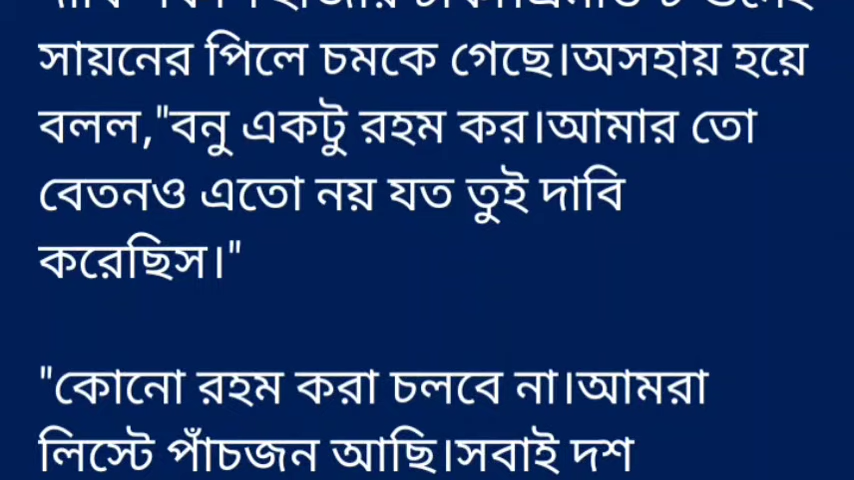 সায়নের পিলে চমকে গেছে।অসহায় হয়ে
বলল,"বনু একটু রহম কর।আমার তো
বেতনও এতো নয় যত তুই দাবি
করেছিস।"
"কোনো রহম করা চলবে না।আমরা
লিস্টে পাঁচজন আছি।সবাই দশ